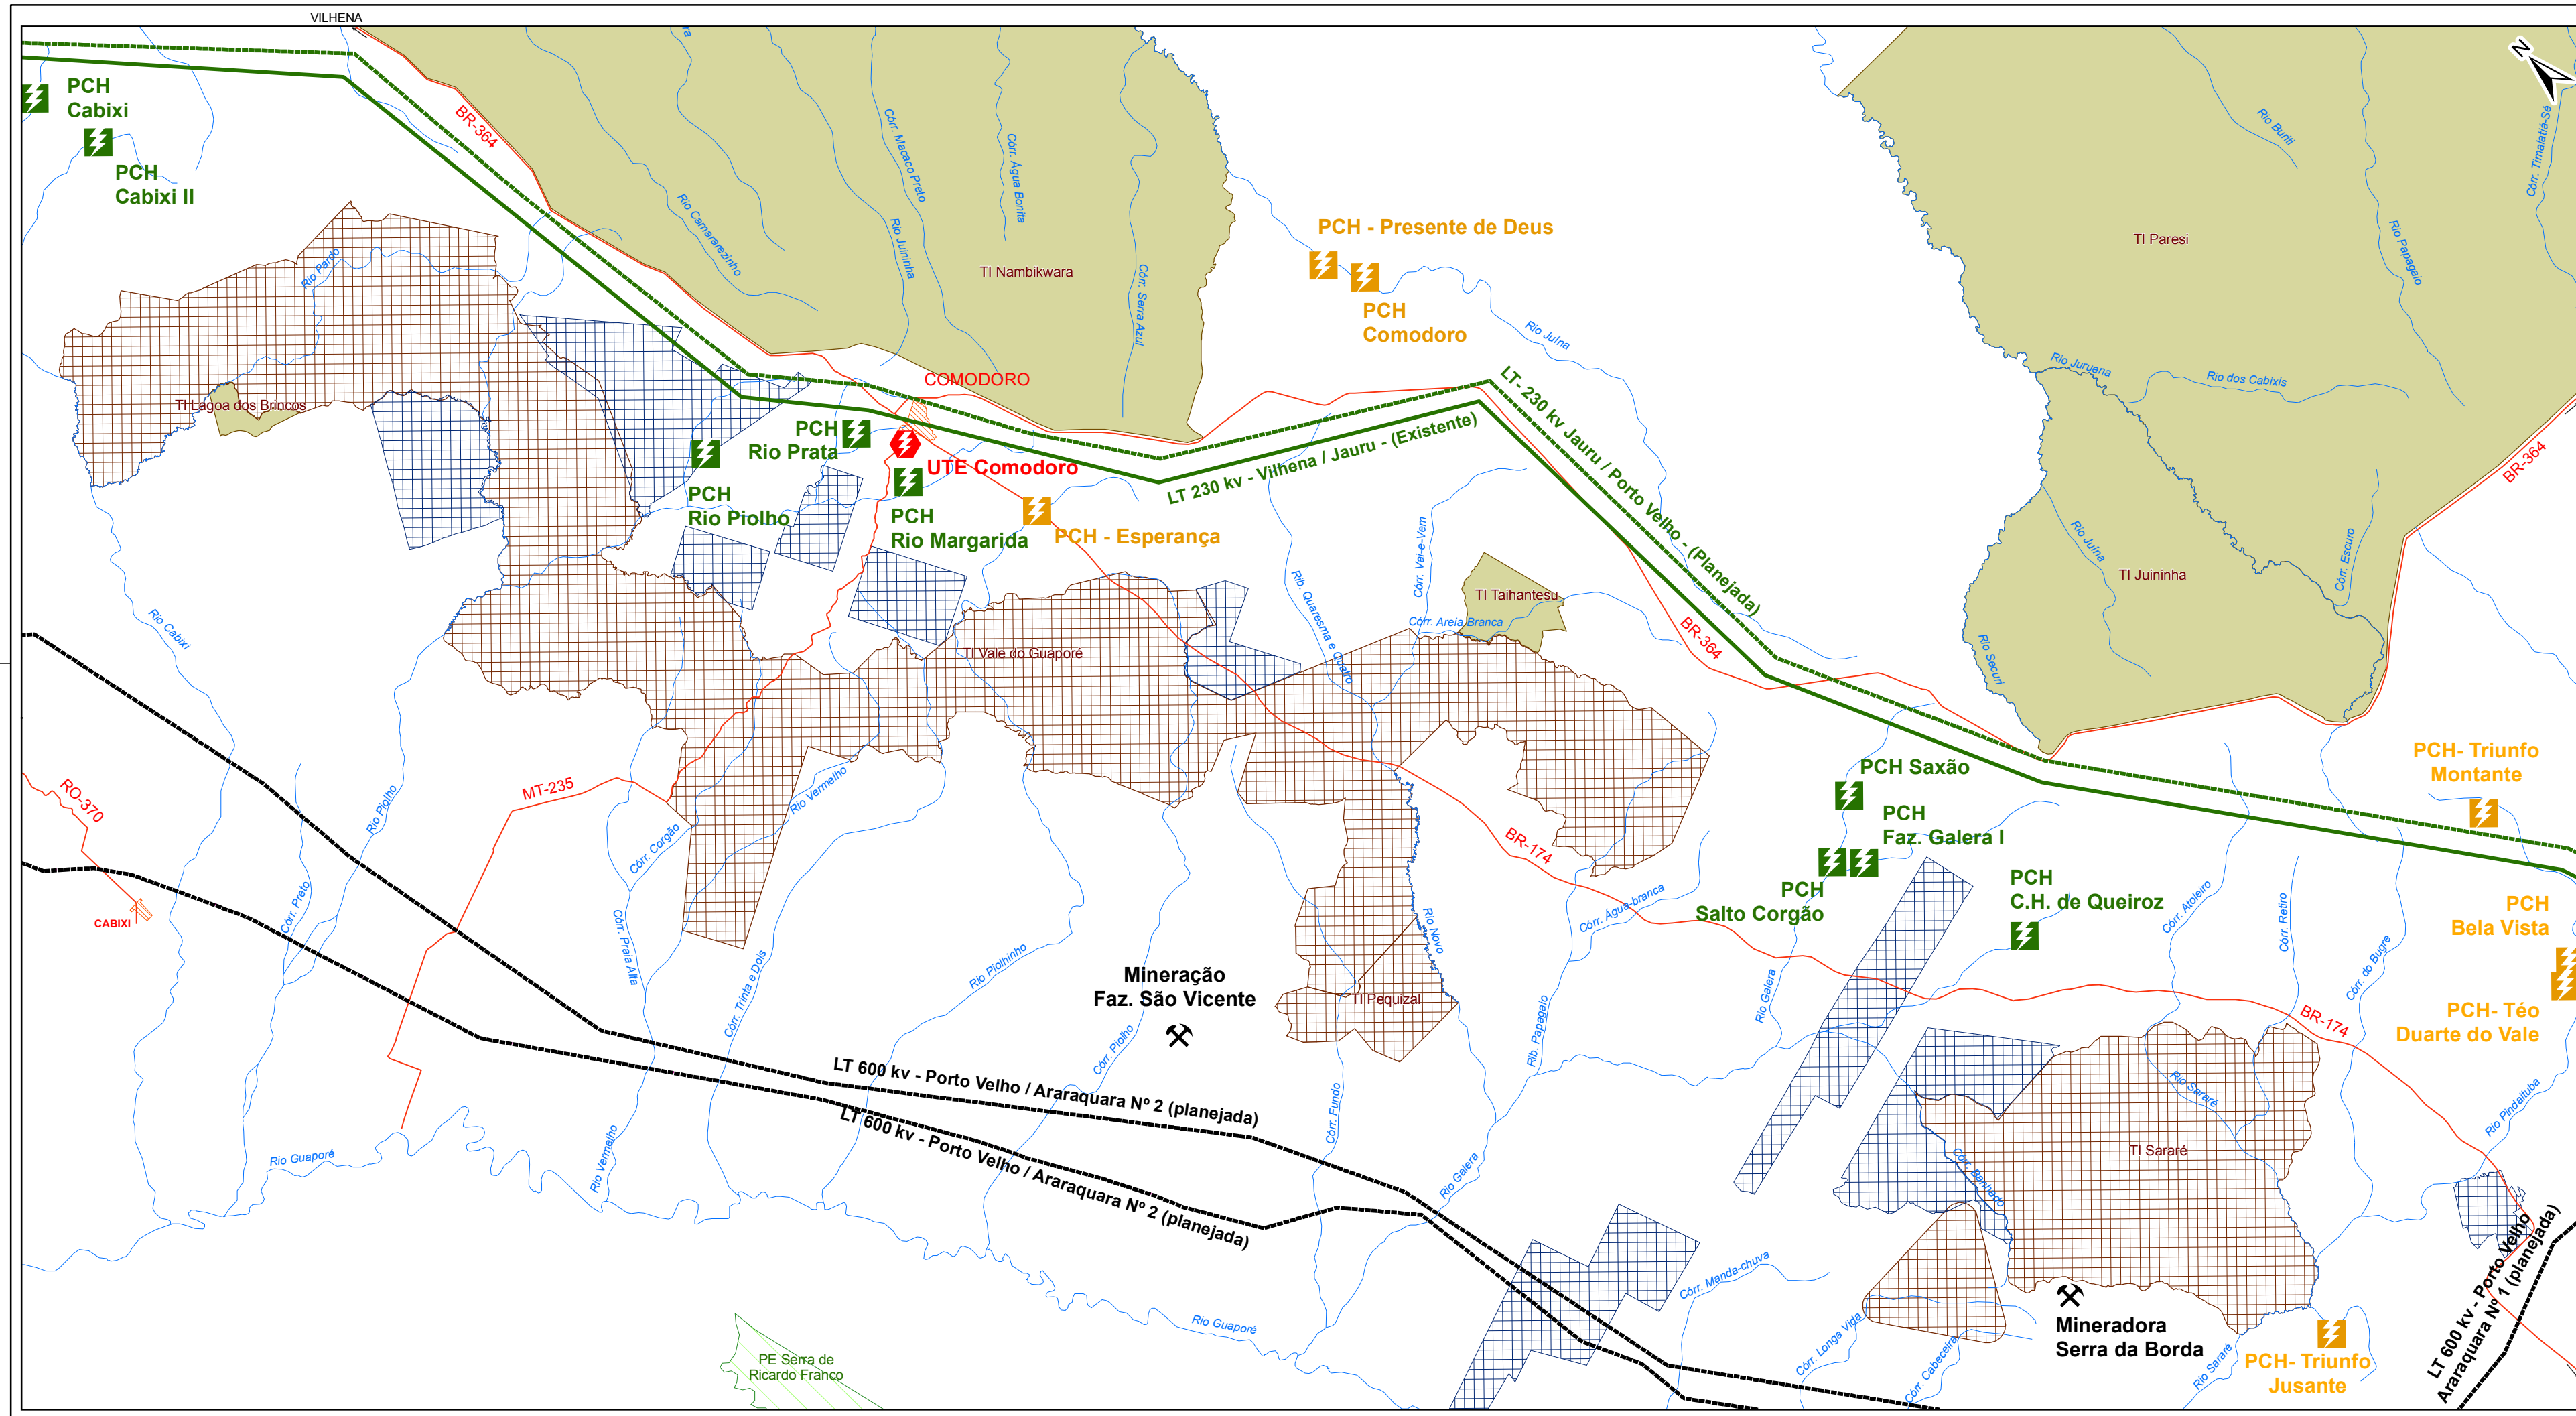 VILHENA
N
PCH
Cabixi
PCH
Cabixi II
BR-364
Rio Camararezinho
Córr. Macaco Preto
Rio Juininha
Córr. Água Bonita
Córr. Serra Azul
TI Nambikwara
PCH - Presente de Deus
PCH
Comodoro
Rio Juína
TI Paresi
Rio Buriti
Rio Papagaio
Córr. Timalatiá-Sé
Rio Juruena
Rio dos Cabixis
Rio Pardo
TI Lagoa dos Brincos
COMODORO
PCH
Rio Prata
UTE Comodoro
PCH
Rio Piolho
PCH
Rio Margarida
PCH - Esperança
LT 230 kv - Vilhena / Jauru - (Existente)
LT- 230 kv Jauru / Porto Velho - (Planejada)
BR-364
BR-364
Rio Juína
Córr. Escuro
TI Juininha
Rio Securi
Rio Cabixi
Rib. Quaresma e Quatro
Córr. Vai-e-Vem
TI Taihantesu
Córr. Areia Branca
TI Vale do Guaporé
RO-370
CABIXI
MT-235
Rio Piolho
Córr. Preto
Córr. Corgão
Rio Vermelho
Córr. Praia Alta
Córr. Trinta e Dois
Rio Piolhinho
Córr. Piolho
Mineração
Faz. São Vicente
BR-174
Rio Novo
TI Pequizal
Córr. Água-branca
Rib. Papagaio
Córr. Fundo
Rio Galera
PCH Saxão
PCH
Faz. Galera I
PCH
Salto Corgão
PCH
C.H. de Queiroz
Rio Galera
Córr. Atoleiro
Córr. Retiro
Córr. do Bugre
PCH- Triunfo
Montante
PCH
Bela Vista
PCH- Téo
Duarte do Vale
BR-174
Rio Pindaituba
Rio Sararé
TI Sararé
Córr. Banhado
LT 600 kv - Porto Velho / Araraquara Nº 2 (planejada)
LT 600 kv - Porto Velho / Araraquara Nº 2 (planejada)
Rio Guaporé
Rio Vermelho
Rio Guaporé
PE Serra de
Ricardo Franco
Córr. Manda-chuva
Córr. Longa Vida
Córr. Cabeceira
Mineradora
Serra da Borda
Rio Sararé
PCH- Triunfo
Jusante
LT 600 kv - Porto Velho
Araraquara Nº 1 (planejada)